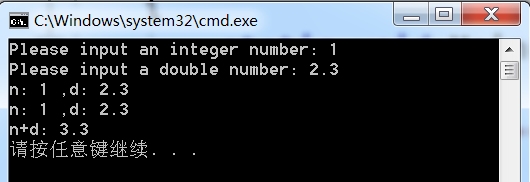 C:\Windows\system32\cmd.exe
Please input an integer number: 1
Please input a double number: 2.3
n: 1 ,d: 2.3
n: 1 ,d: 2.3
n+d: 3.3
请按任意键继续. . .